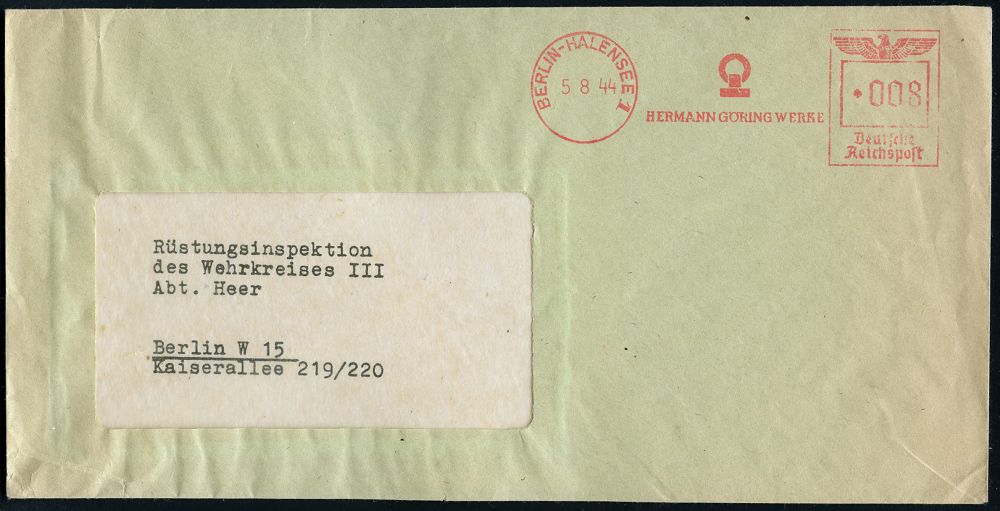 BERLIN-HALENSEE 1
5 8 44
HERMANN GÖRING WERKE
*008
Deutsche
Reichspost
Rüstungsinspektion
des Wehrkreises III
Abt. Heer
Berlin W 15
Kaiserallee 219/220